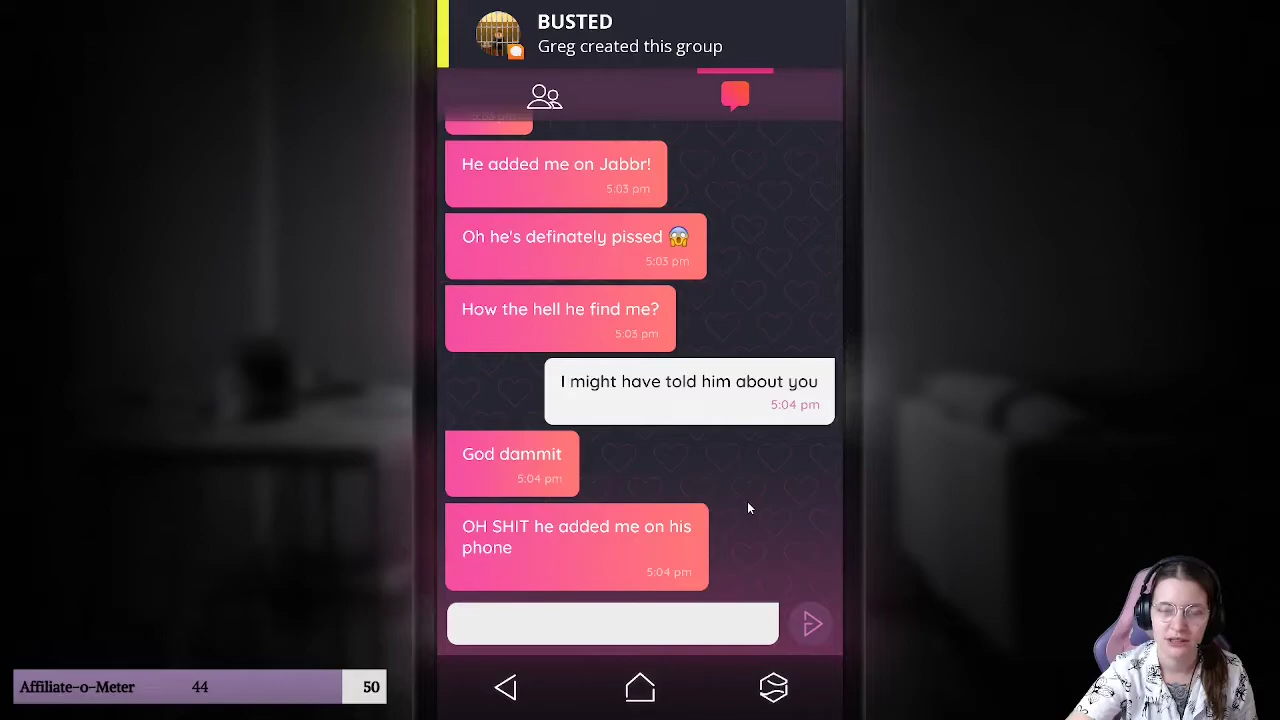 BUSTED
Greg created this group
5:03 pm
He added me on Jabbr!
5:03 pm
Oh he's definately pissed 😱
5:03 pm
How the hell he find me?
5:03 pm
I might have told him about you
5:04 pm
God dammit
5:04 pm
OH SHIT he added me on his
phone
5:04 pm
Affiliate-o-Meter 44 50